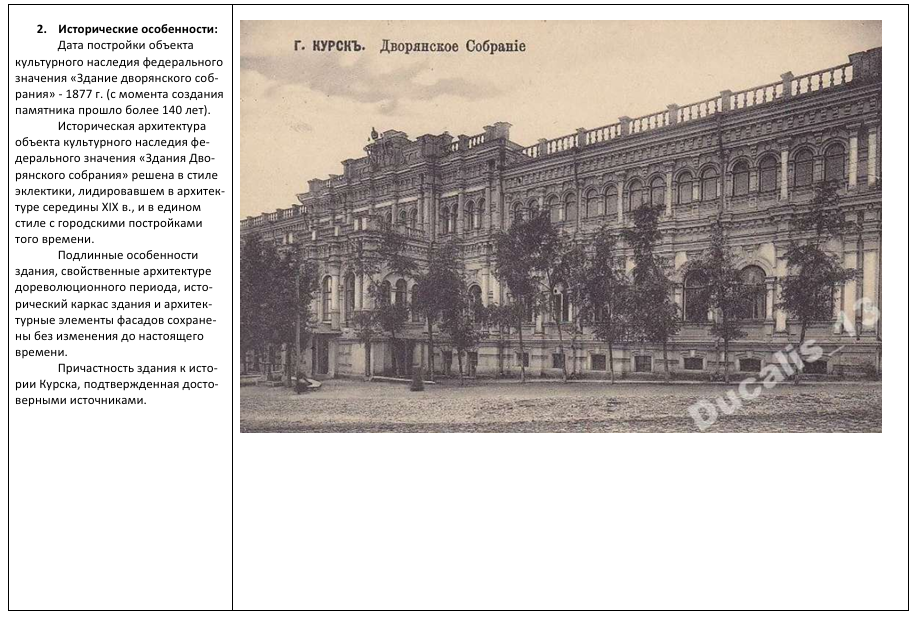 2. Исторические особенности:
Дата постройки объекта
культурного наследия федерального
значения «Здание дворянского соб-
рания» - 1877 г. (с момента создания
памятника прошло более 140 лет).
Историческая архитектура
объекта культурного наследия фе-
дерального значения «Здания Дво-
рянского собрания» решена в стиле
эклектики, лидировавшем в архитек-
туре середины XIX в., и в едином
стиле с городскими постройками
того времени.
Подлинные особенности
здания, свойственные архитектуре
дореволюционного периода, исто-
рический каркас здания и архитек-
турные элементы фасадов сохране-
ны без изменения до настоящего
времени.
Причастность здания к исто-
рии Курска, подтвержденная досто-
верными источниками.
Г. КУРСКЪ. Дворянское Собраніе
Ducalis_13